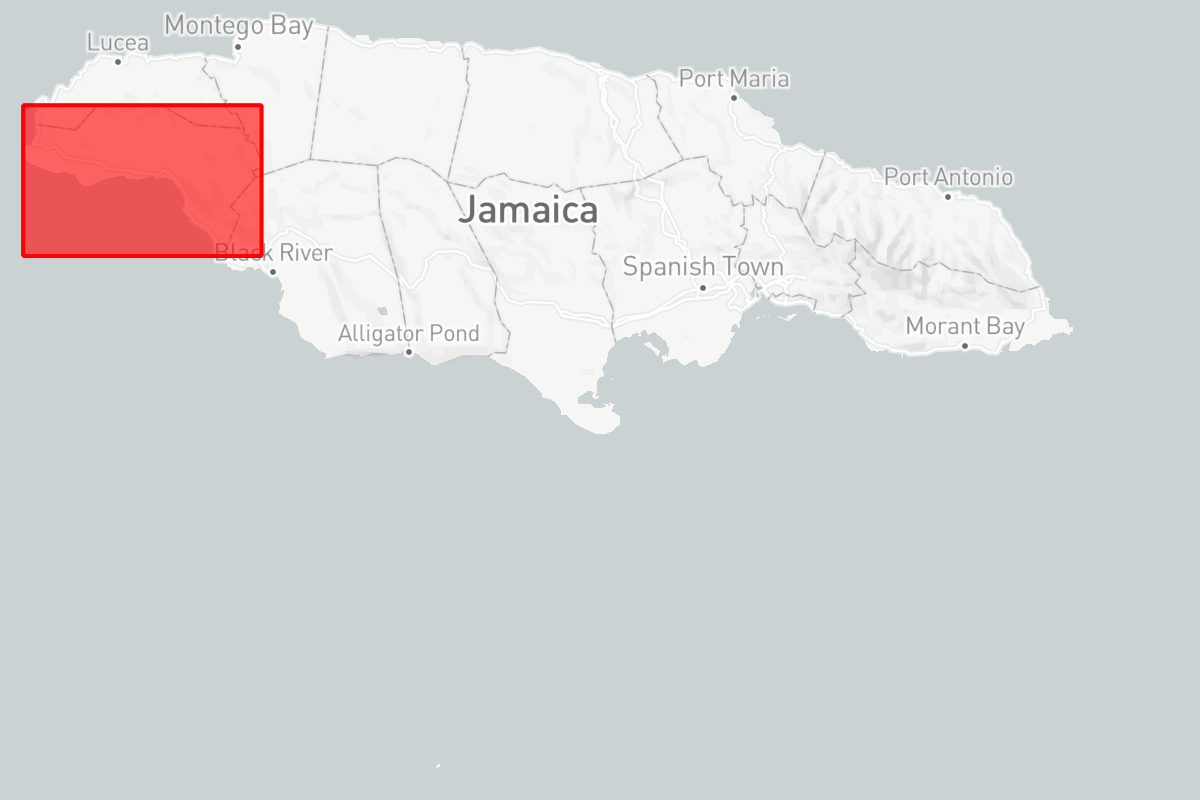 Montego Bay
Lucea
Port Maria
Port Antonio
Jamaica
Black River
Spanish Town
Alligator Pond
Morant Bay